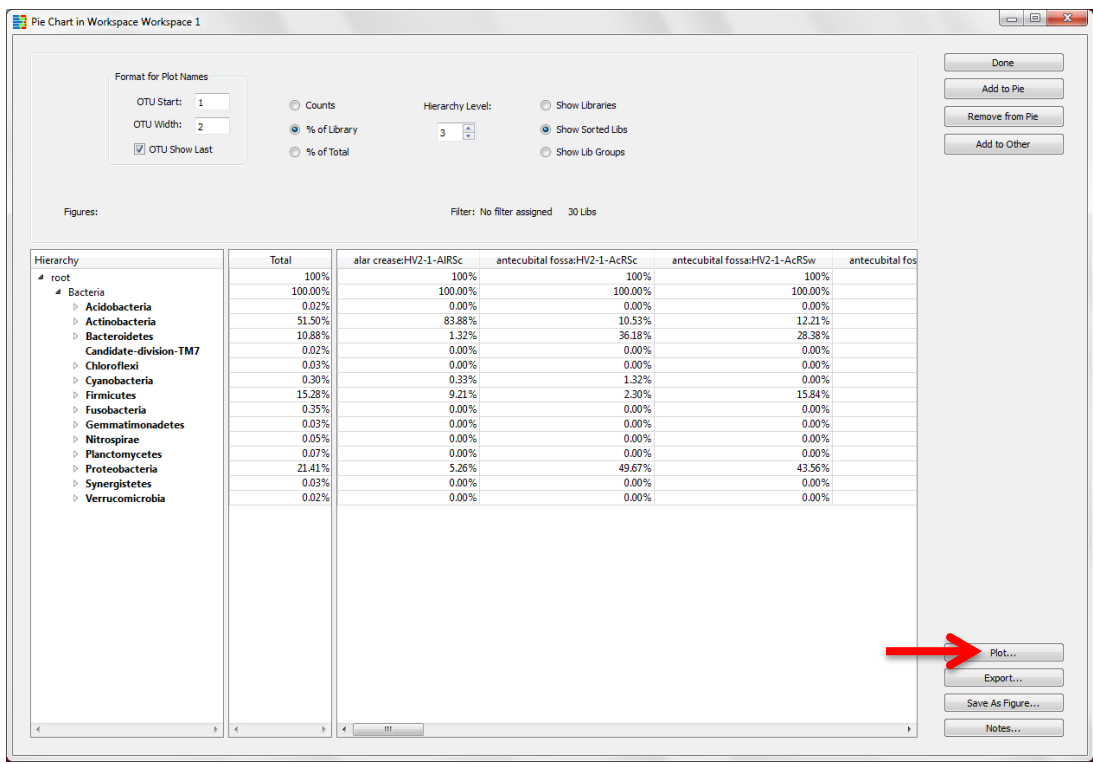 Pie Chart in Workspace Workspace 1
Done
Format for Plot Names
Add to Pie
OTU Start: 1 Counts Hierarchy Level: Show Libraries
Remove from Pie
OTU Width: 2 % of Library 3 Show Sorted Libs
Add to Other
OTU Show Last % of Total Show Lib Groups
Figures: Filter: No filter assigned 30 Libs
Hierarchy Total alar crease:HV2-1-AlRSc antecubital fossa:HV2-1-AcRSc antecubital fossa:HV2-1-AcRSw antecubital fos
root 100% 100% 100% 100%
Bacteria 100.00% 100.00% 100.00% 100.00%
Acidobacteria 0.02% 0.00% 0.00% 0.00%
Actinobacteria 51.50% 83.88% 10.53% 12.21%
Bacteroidetes 10.88% 1.32% 36.18% 28.38%
Candidate-division-TM7 0.02% 0.00% 0.00% 0.00%
Chloroflexi 0.03% 0.00% 0.00% 0.00%
Cyanobacteria 0.30% 0.33% 1.32% 0.00%
Firmicutes 15.28% 9.21% 2.30% 15.84%
Fusobacteria 0.35% 0.00% 0.00% 0.00%
Gemmatimonadetes 0.03% 0.00% 0.00% 0.00%
Nitrospirae 0.05% 0.00% 0.00% 0.00%
Planctomycetes 0.07% 0.00% 0.00% 0.00%
Proteobacteria 21.41% 5.26% 49.67% 43.56%
Synergistetes 0.03% 0.00% 0.00% 0.00%
Verrucomicrobia 0.02% 0.00% 0.00% 0.00%
Plot...
Export...
Save As Figure...
Notes...